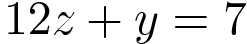 12z + y = 7